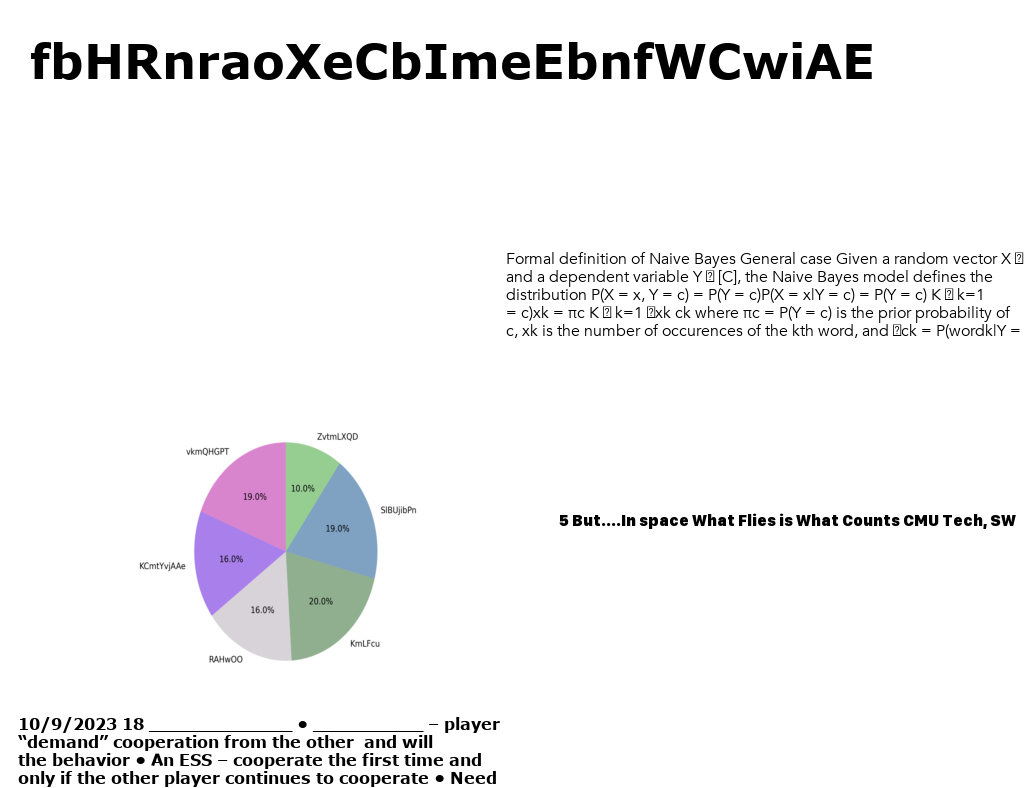 fbHRnraoXeCbImeEbnfWCwiAE
Formal definition of Naive Bayes General case Given a random vector X
and a dependent variable Y [C], the Naive Bayes model defines the
distribution P(X = x, Y = c) = P(Y = c)P(X = x|Y = c) = P(Y = c) K k=1
= c)xk = πc K k=1 xk ck where πc = P(Y = c) is the prior probability of
c, xk is the number of occurences of the kth word, and ck = P(wordk|Y =
ZvtmLXQD
vkmQHGPT
10.0%
19.0%
SIBUjibPn
19.0%
16.0%
KCmtYvjAAe
20.0%
16.0%
KmLFcu
RAHwOO
5 But....In space What Flies is What Counts CMU Tech, SW
10/9/2023 18 _________________ ● _____________ – player
“demand” cooperation from the other and will
the behavior ● An ESS – cooperate the first time and
only if the other player continues to cooperate ● Need